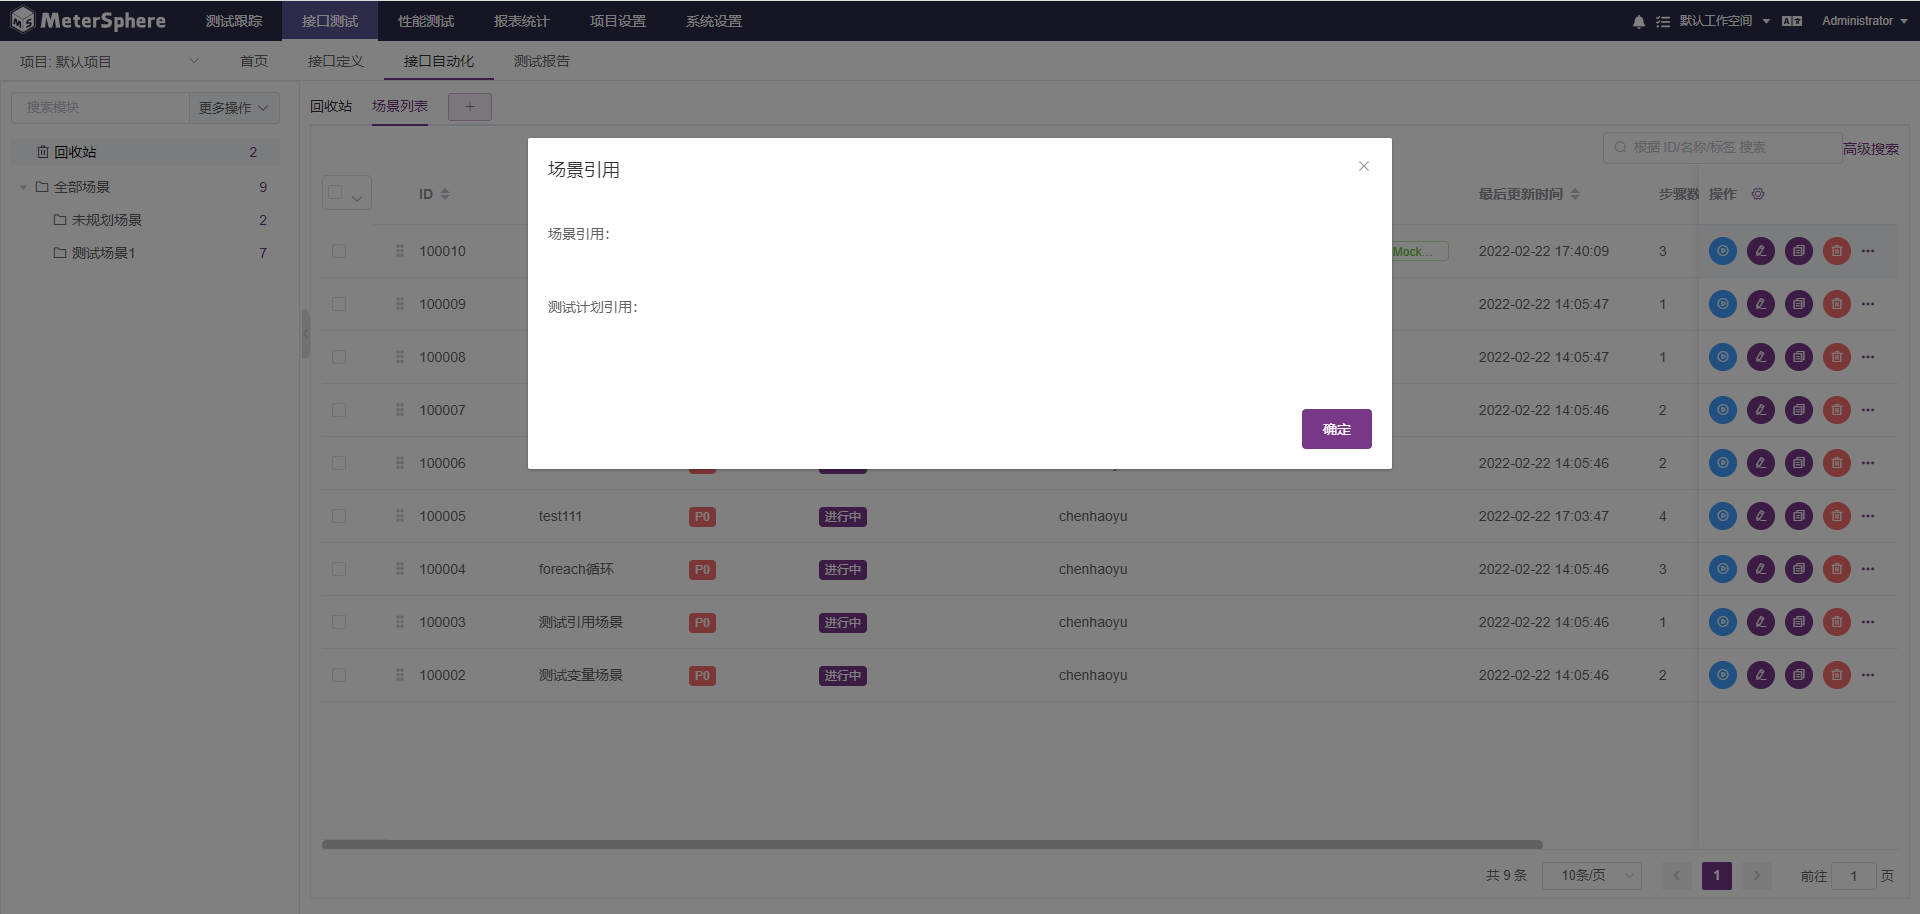 MeterSphere 测试跟踪 接口测试 性能测试 报表统计 项目设置 系统设置 默认工作空间 Administrator
项目: 默认项目 首页 接口定义 接口自动化 测试报告
搜索模块 更多操作 回收站 场景列表 +
回收站 2
全部场景 9
未规划场景 2
测试场景1 7
根据 ID/名称/标签 搜索 高级搜索
场景引用
场景引用：
测试计划引用：
确定
ID 最后更新时间 步骤数 操作
100010 Mock... 2022-02-22 17:40:09 3
100009 2022-02-22 14:05:47 1
100008 2022-02-22 14:05:47 1
100007 2022-02-22 14:05:46 2
100006 2022-02-22 14:05:46 2
100005 test111 P0 进行中 chenhaoyu 2022-02-22 17:03:47 4
100004 foreach循环 P0 进行中 chenhaoyu 2022-02-22 14:05:46 3
100003 测试引用场景 P0 进行中 chenhaoyu 2022-02-22 14:05:46 1
100002 测试变量场景 P0 进行中 chenhaoyu 2022-02-22 14:05:46 2
共 9 条 10条/页 1 前往 1 页